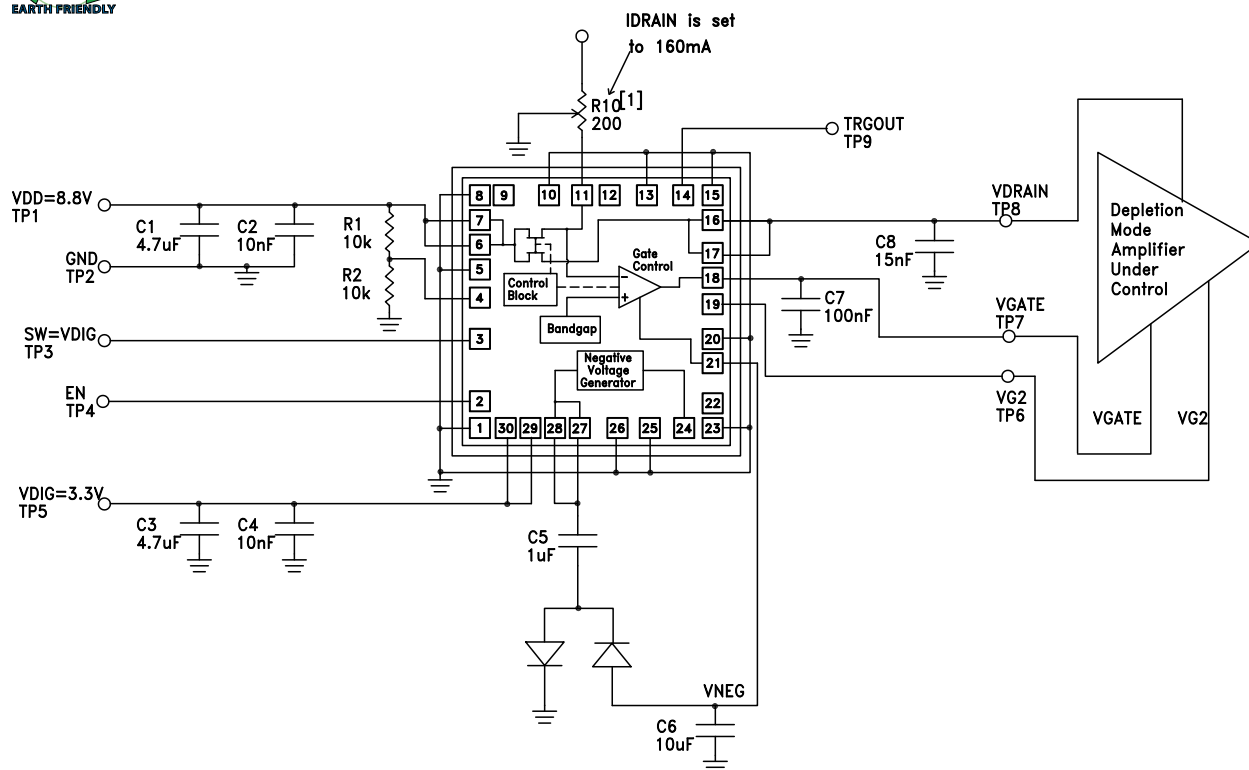 EARTH FRIENDLY
IDRAIN is set
to 160mA
R10[1]
200
TRGOUT
TP9
VDD=8.8V
TP1
C1
4.7uF
C2
10nF
R1
10k
GND
TP2
R2
10k
SW=VDIG
TP3
EN
TP4
VDIG=3.3V
TP5
C3
4.7uF
C4
10nF
8
9
10
11
12
13
14
15
7
6
5
4
3
2
1
16
17
18
19
20
21
22
23
30
29
28
27
26
25
24
Gate
Control
−
+
Control
Block
Bandgap
Negative
Voltage
Generator
VDRAIN
TP8
C8
15nF
C7
100nF
VGATE
TP7
VG2
TP6
Depletion
Mode
Amplifier
Under
Control
VGATE
VG2
C5
1uF
VNEG
C6
10uF